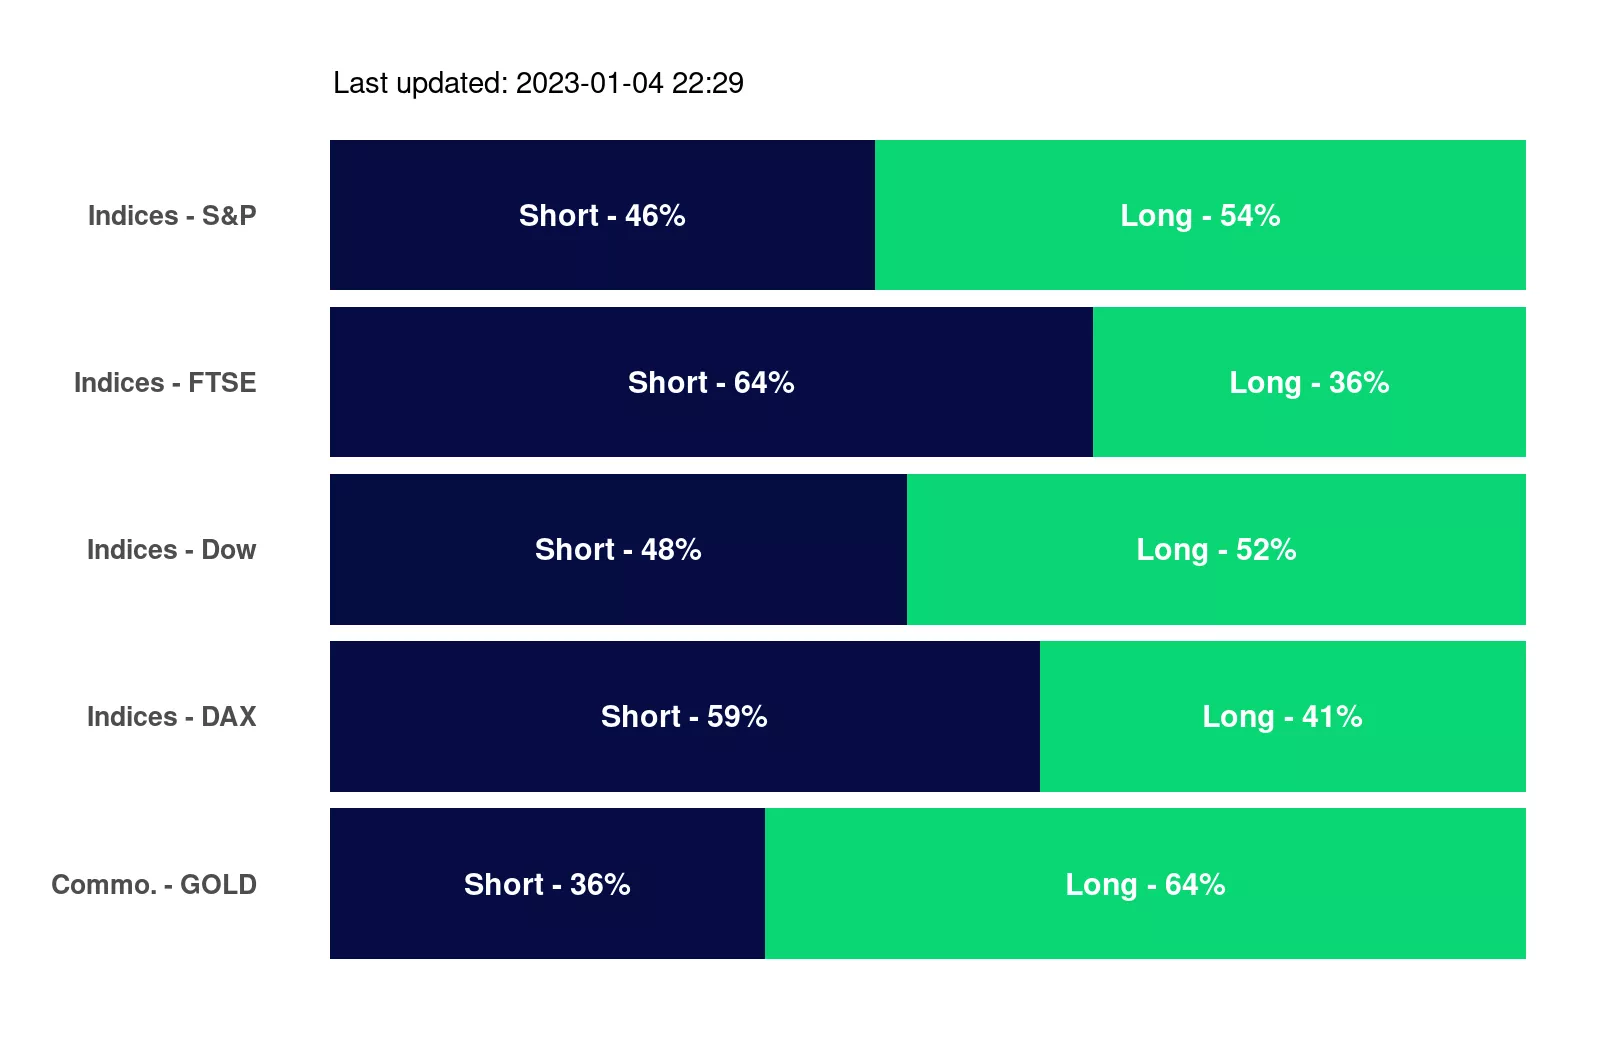 Last updated: 2023-01-04 22:29
Indices - S&P Short - 46% Long - 54%
Indices - FTSE Short - 64% Long - 36%
Indices - Dow Short - 48% Long - 52%
Indices - DAX Short - 59% Long - 41%
Commo. - GOLD Short - 36% Long - 64%